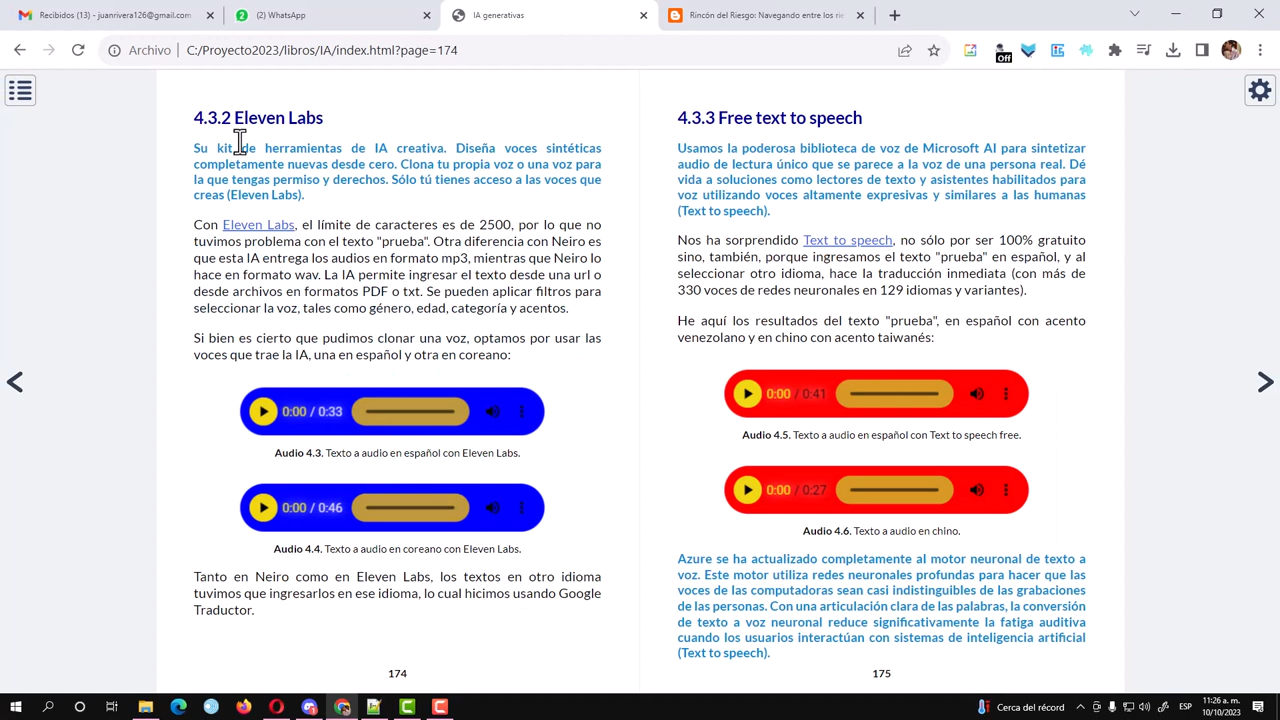 Recibidos (13) - juanrivera126@gmail.com
(2) WhatsApp
IA generativas
Rincón del Riesgo: Navegando entre los rie
Archivo
C:/Proyecto2023/libros/IA/index.html?page=174
Off
4.3.2 Eleven Labs
Su kit de herramientas de IA creativa. Diseña voces sintéticas
completamente nuevas desde cero. Clona tu propia voz o una voz para
la que tengas permiso y derechos. Sólo tú tienes acceso a las voces que
creas (Eleven Labs).
Con Eleven Labs, el límite de caracteres es de 2500, por lo que no
tuvimos problema con el texto "prueba". Otra diferencia con Neiro es
que esta IA entrega los audios en formato mp3, mientras que Neiro lo
hace en formato wav. La IA permite ingresar el texto desde una url o
desde archivos en formatos PDF o txt. Se pueden aplicar filtros para
seleccionar la voz, tales como género, edad, categoría y acentos.
Si bien es cierto que pudimos clonar una voz, optamos por usar las
voces que trae la IA, una en español y otra en coreano:
0:00 / 0:33
Audio 4.3. Texto a audio en español con Eleven Labs.
0:00 / 0:46
Audio 4.4. Texto a audio en coreano con Eleven Labs.
Tanto en Neiro como en Eleven Labs, los textos en otro idioma
tuvimos que ingresarlos en ese idioma, lo cual hicimos usando Google
Traductor.
174
4.3.3 Free text to speech
Usamos la poderosa biblioteca de voz de Microsoft AI para sintetizar
audio de lectura único que se parece a la voz de una persona real. Dé
vida a soluciones como lectores de texto y asistentes habilitados para
voz utilizando voces altamente expresivas y similares a las humanas
(Text to speech).
Nos ha sorprendido Text to speech, no sólo por ser 100% gratuito
sino, también, porque ingresamos el texto "prueba" en español, y al
seleccionar otro idioma, hace la traducción inmediata (con más de
330 voces de redes neuronales en 129 idiomas y variantes).
He aquí los resultados del texto "prueba", en español con acento
venezolano y en chino con acento taiwanés:
0:00 / 0:41
Audio 4.5. Texto a audio en español con Text to speech free.
0:00 / 0:27
Audio 4.6. Texto a audio en chino.
Azure se ha actualizado completamente al motor neuronal de texto a
voz. Este motor utiliza redes neuronales profundas para hacer que las
voces de las computadoras sean casi indistinguibles de las grabaciones
de las personas. Con una articulación clara de las palabras, la conversión
de texto a voz neuronal reduce significativamente la fatiga auditiva
cuando los usuarios interactúan con sistemas de inteligencia artificial
(Text to speech).
175
Cerca del récord
ESP
11:26 a. m.
10/10/2023